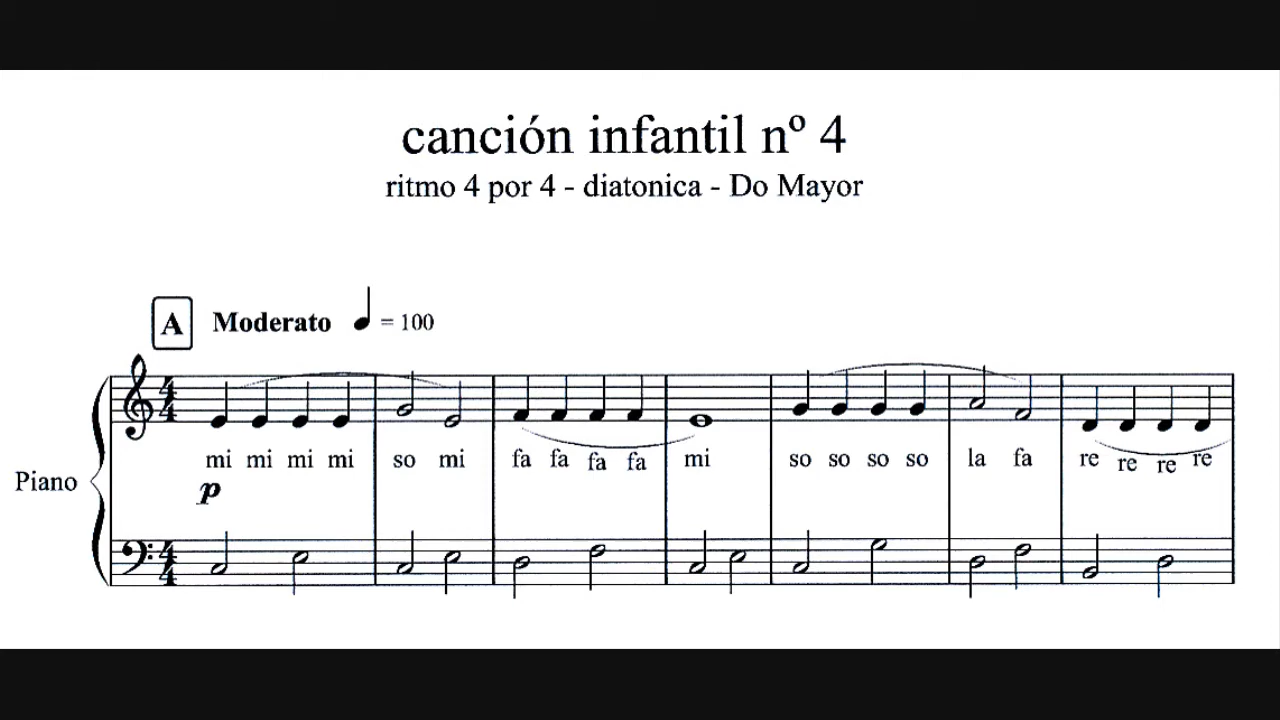 canción infantil nº 4
ritmo 4 por 4 - diatonica - Do Mayor
A Moderato = 100
mi mi mi mi so mi fa fa fa fa mi so so so so la fa re re re re
Piano
p